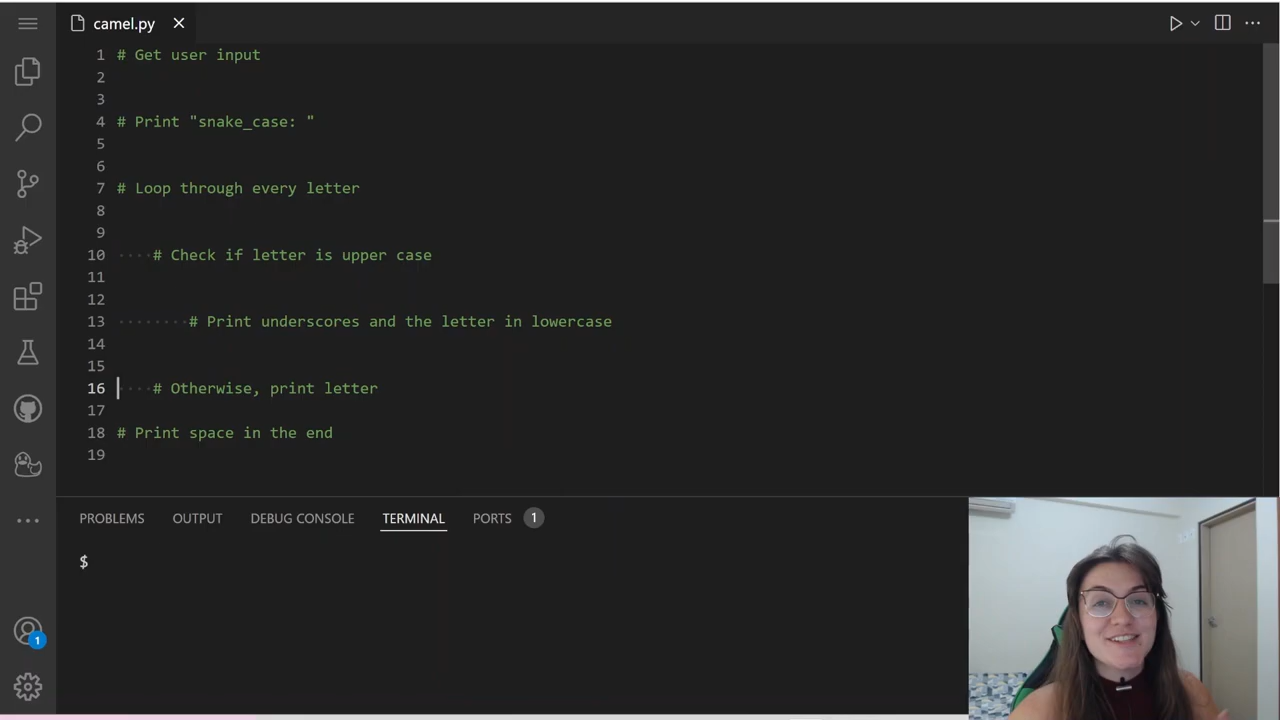 camel.py
1 # Get user input
2
3
4 # Print "snake_case: "
5
6
7 # Loop through every letter
8
9
10 # Check if letter is upper case
11
12
13 # Print underscores and the letter in lowercase
14
15
16 # Otherwise, print letter
17
18 # Print space in the end
19
PROBLEMS OUTPUT DEBUG CONSOLE TERMINAL PORTS 1
$
1